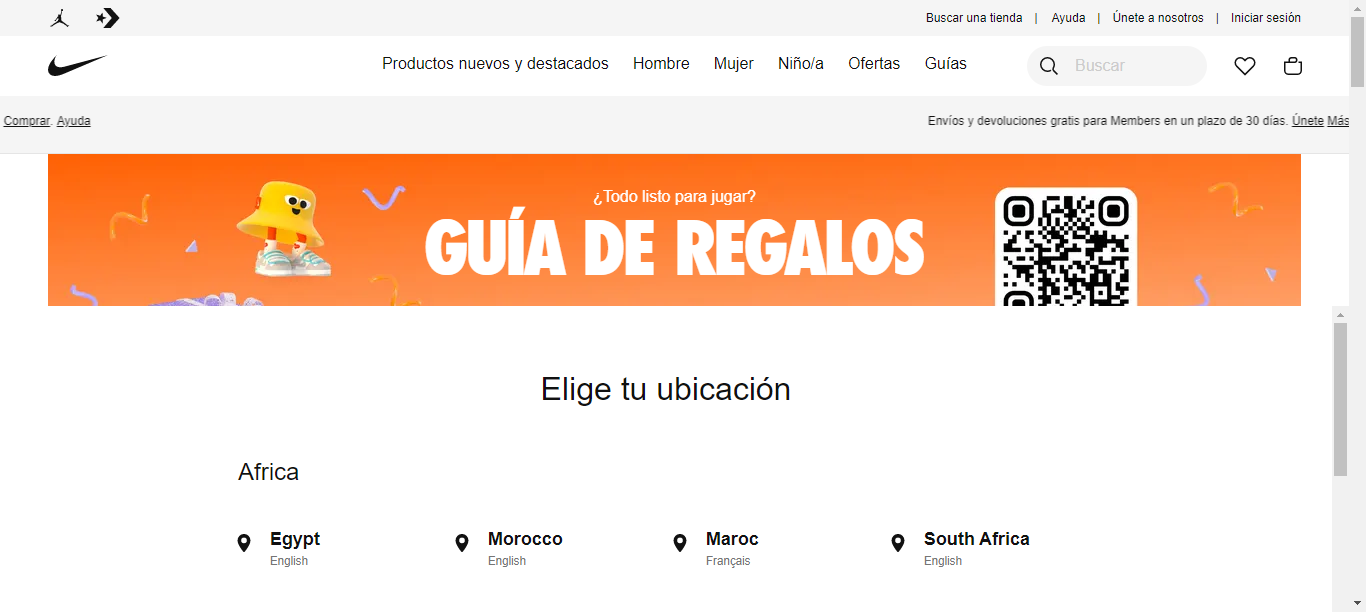 Buscar una tienda | Ayuda | Únete a nosotros | Iniciar sesión
Productos nuevos y destacados Hombre Mujer Niño/a Ofertas Guías Buscar
Comprar. Ayuda
Envíos y devoluciones gratis para Members en un plazo de 30 días. Únete Más
¿Todo listo para jugar?
GUÍA DE REGALOS
Elige tu ubicación
Africa
Egypt Morocco Maroc South Africa
English English Français English